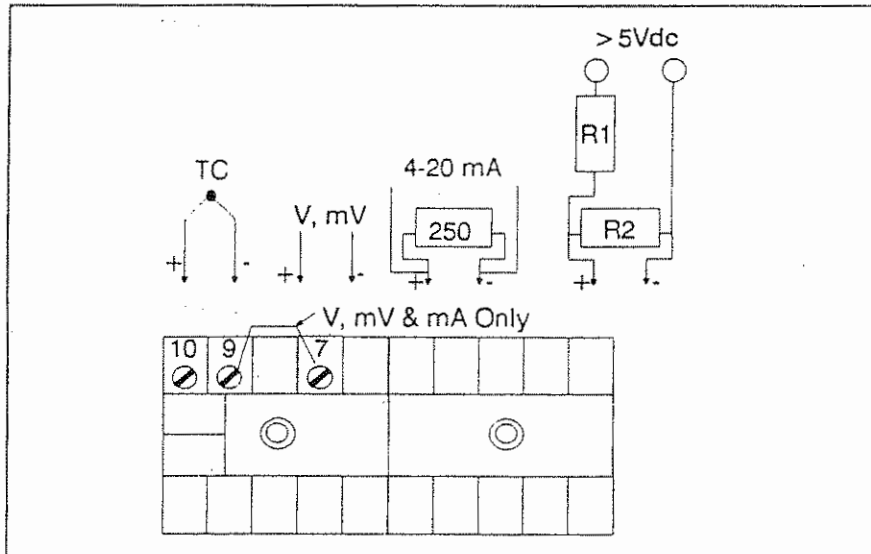 > 5Vdc
R1
TC
4-20 mA
V, mV
250
R2
+ -
+ -
+ -
+ -
V, mV & mA Only
10 9 7